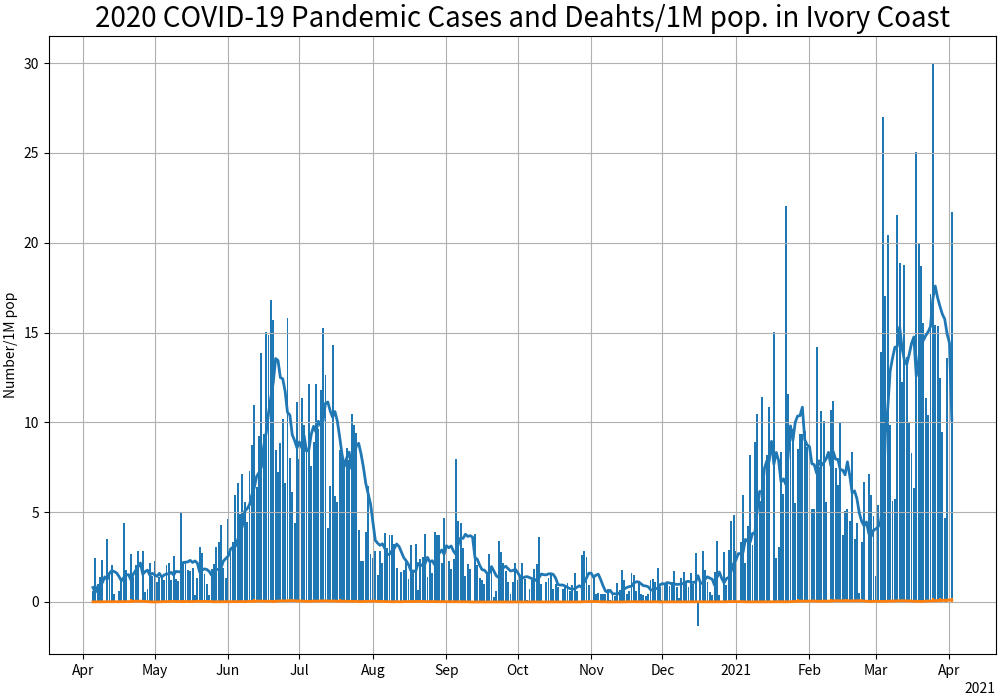 2020 COVID-19 Pandemic Cases and Deahts/1M pop. in Ivory Coast
Number/1M pop
30
25
20
15
10
5
0
Apr May Jun Jul Aug Sep Oct Nov Dec 2021 Feb Mar Apr
2021